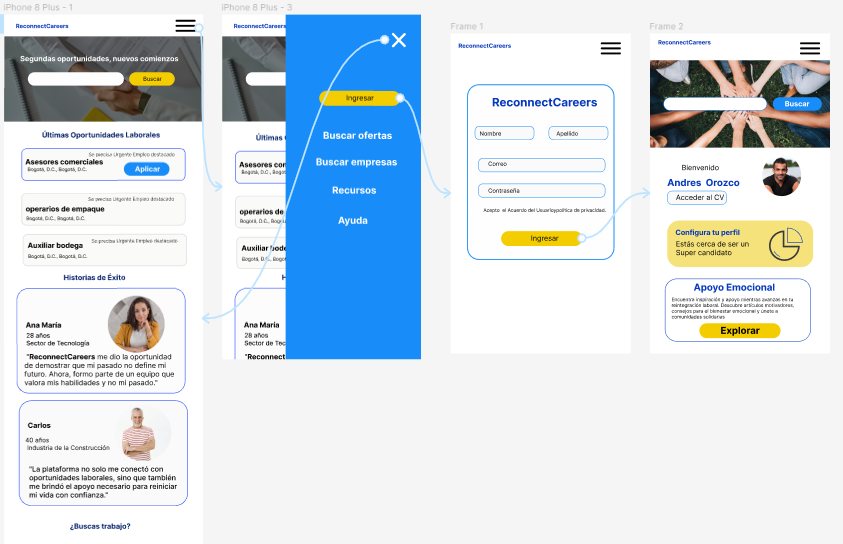 iPhone 8 Plus - 1
ReconnectCareers
Segundas oportunidades, nuevos comienzos
Buscar
Últimas Oportunidades Laborales
Se precisa Urgente Empleo destacado
Asesores comerciales
Bogotá, D.C., Bogotá, D.C.
Aplicar
Se precisa Urgente Empleo destacado
operarios de empaque
Bogotá, D.C., Bogotá, D.C.
Se precisa Urgente Empleo destacado
Auxiliar bodega
Bogotá, D.C., Bogotá, D.C.
Historias de Éxito
Ana María
28 años
Sector de Tecnología
"ReconnectCareers me dio la oportunidad
de demostrar que mi pasado no define mi
futuro. Ahora, formo parte de un equipo que
valora mis habilidades y no mi pasado."
Carlos
40 años
Industria de la Construcción
"La plataforma no solo me conectó con
oportunidades laborales, sino que también
me brindó el apoyo necesario para reiniciar
mi vida con confianza."
¿Buscas trabajo?
iPhone 8 Plus - 3
ReconnectCareers
Segundas op
Últimas O
Asesores com
Bogotá, D.C., Bogotá, D.C.
operarios de
Bogotá, D.C., Bogotá, D.C.
Auxiliar bode
Bogotá, D.C., Bogotá, D.C.
H
Ana María
28 años
Sector de Tec
"Reconnect
Ingresar
Buscar ofertas
Buscar empresas
Recursos
Ayuda
Frame 1
ReconnectCareers
ReconnectCareers
Nombre
Apellido
Correo
Contraseña
Acepto el Acuerdo del Usuarioypolítica de privacidad.
Ingresar
Frame 2
ReconnectCareers
Buscar
Bienvenido
Andres Orozco
Acceder al CV
Configura tu perfil
Estás cerca de ser un
Super candidato
Apoyo Emocional
Encuentra inspiración y apoyo mientras avanzas en tu
reintegración laboral. Descubre artículos motivadores,
consejos para el bienestar emocional y únete a
comunidades solidarias
Explorar